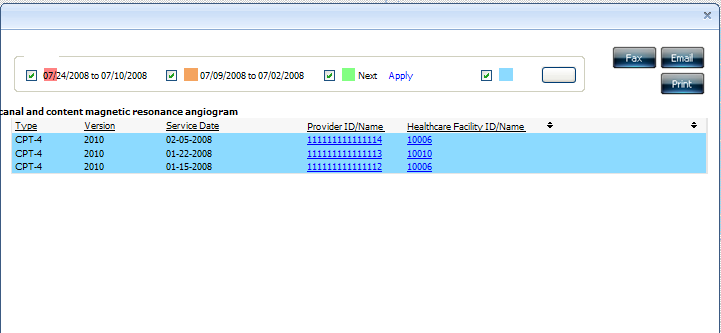 Fax Email
07/24/2008 to 07/10/2008 07/09/2008 to 07/02/2008 Next Apply
Print
canal and content magnetic resonance angiogram
Type Version Service Date Provider ID/Name Healthcare Facility ID/Name
CPT-4 2010 02-05-2008 111111111111114 10006
CPT-4 2010 01-22-2008 111111111111113 10010
CPT-4 2010 01-15-2008 111111111111112 10006